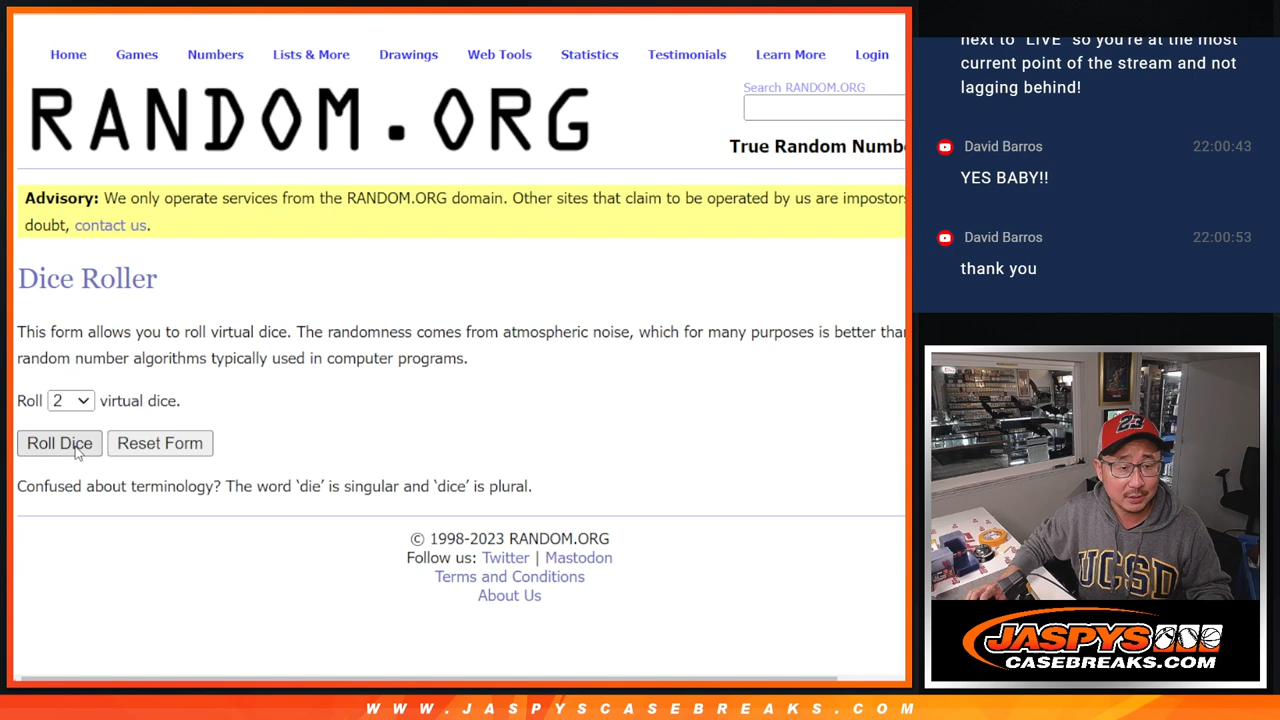 Home Games Numbers Lists & More Drawings Web Tools Statistics Testimonials Learn More Login
RANDOM.ORG
Search RANDOM.ORG
True Random Numbe
Advisory: We only operate services from the RANDOM.ORG domain. Other sites that claim to be operated by us are impostors
doubt, contact us.
Dice Roller
This form allows you to roll virtual dice. The randomness comes from atmospheric noise, which for many purposes is better than
random number algorithms typically used in computer programs.
Roll 2 virtual dice.
Roll Dice Reset Form
Confused about terminology? The word ‘die’ is singular and ‘dice’ is plural.
© 1998-2023 RANDOM.ORG
Follow us: Twitter | Mastodon
Terms and Conditions
About Us
next to "LIVE" so you're at the most
current point of the stream and not
lagging behind!
David Barros 22:00:43
YES BABY!!
David Barros 22:00:53
thank you
23
UCSD
JASPYS
CASEBREAKS.COM
WWW.JASPYSCASEBREAKS.COM